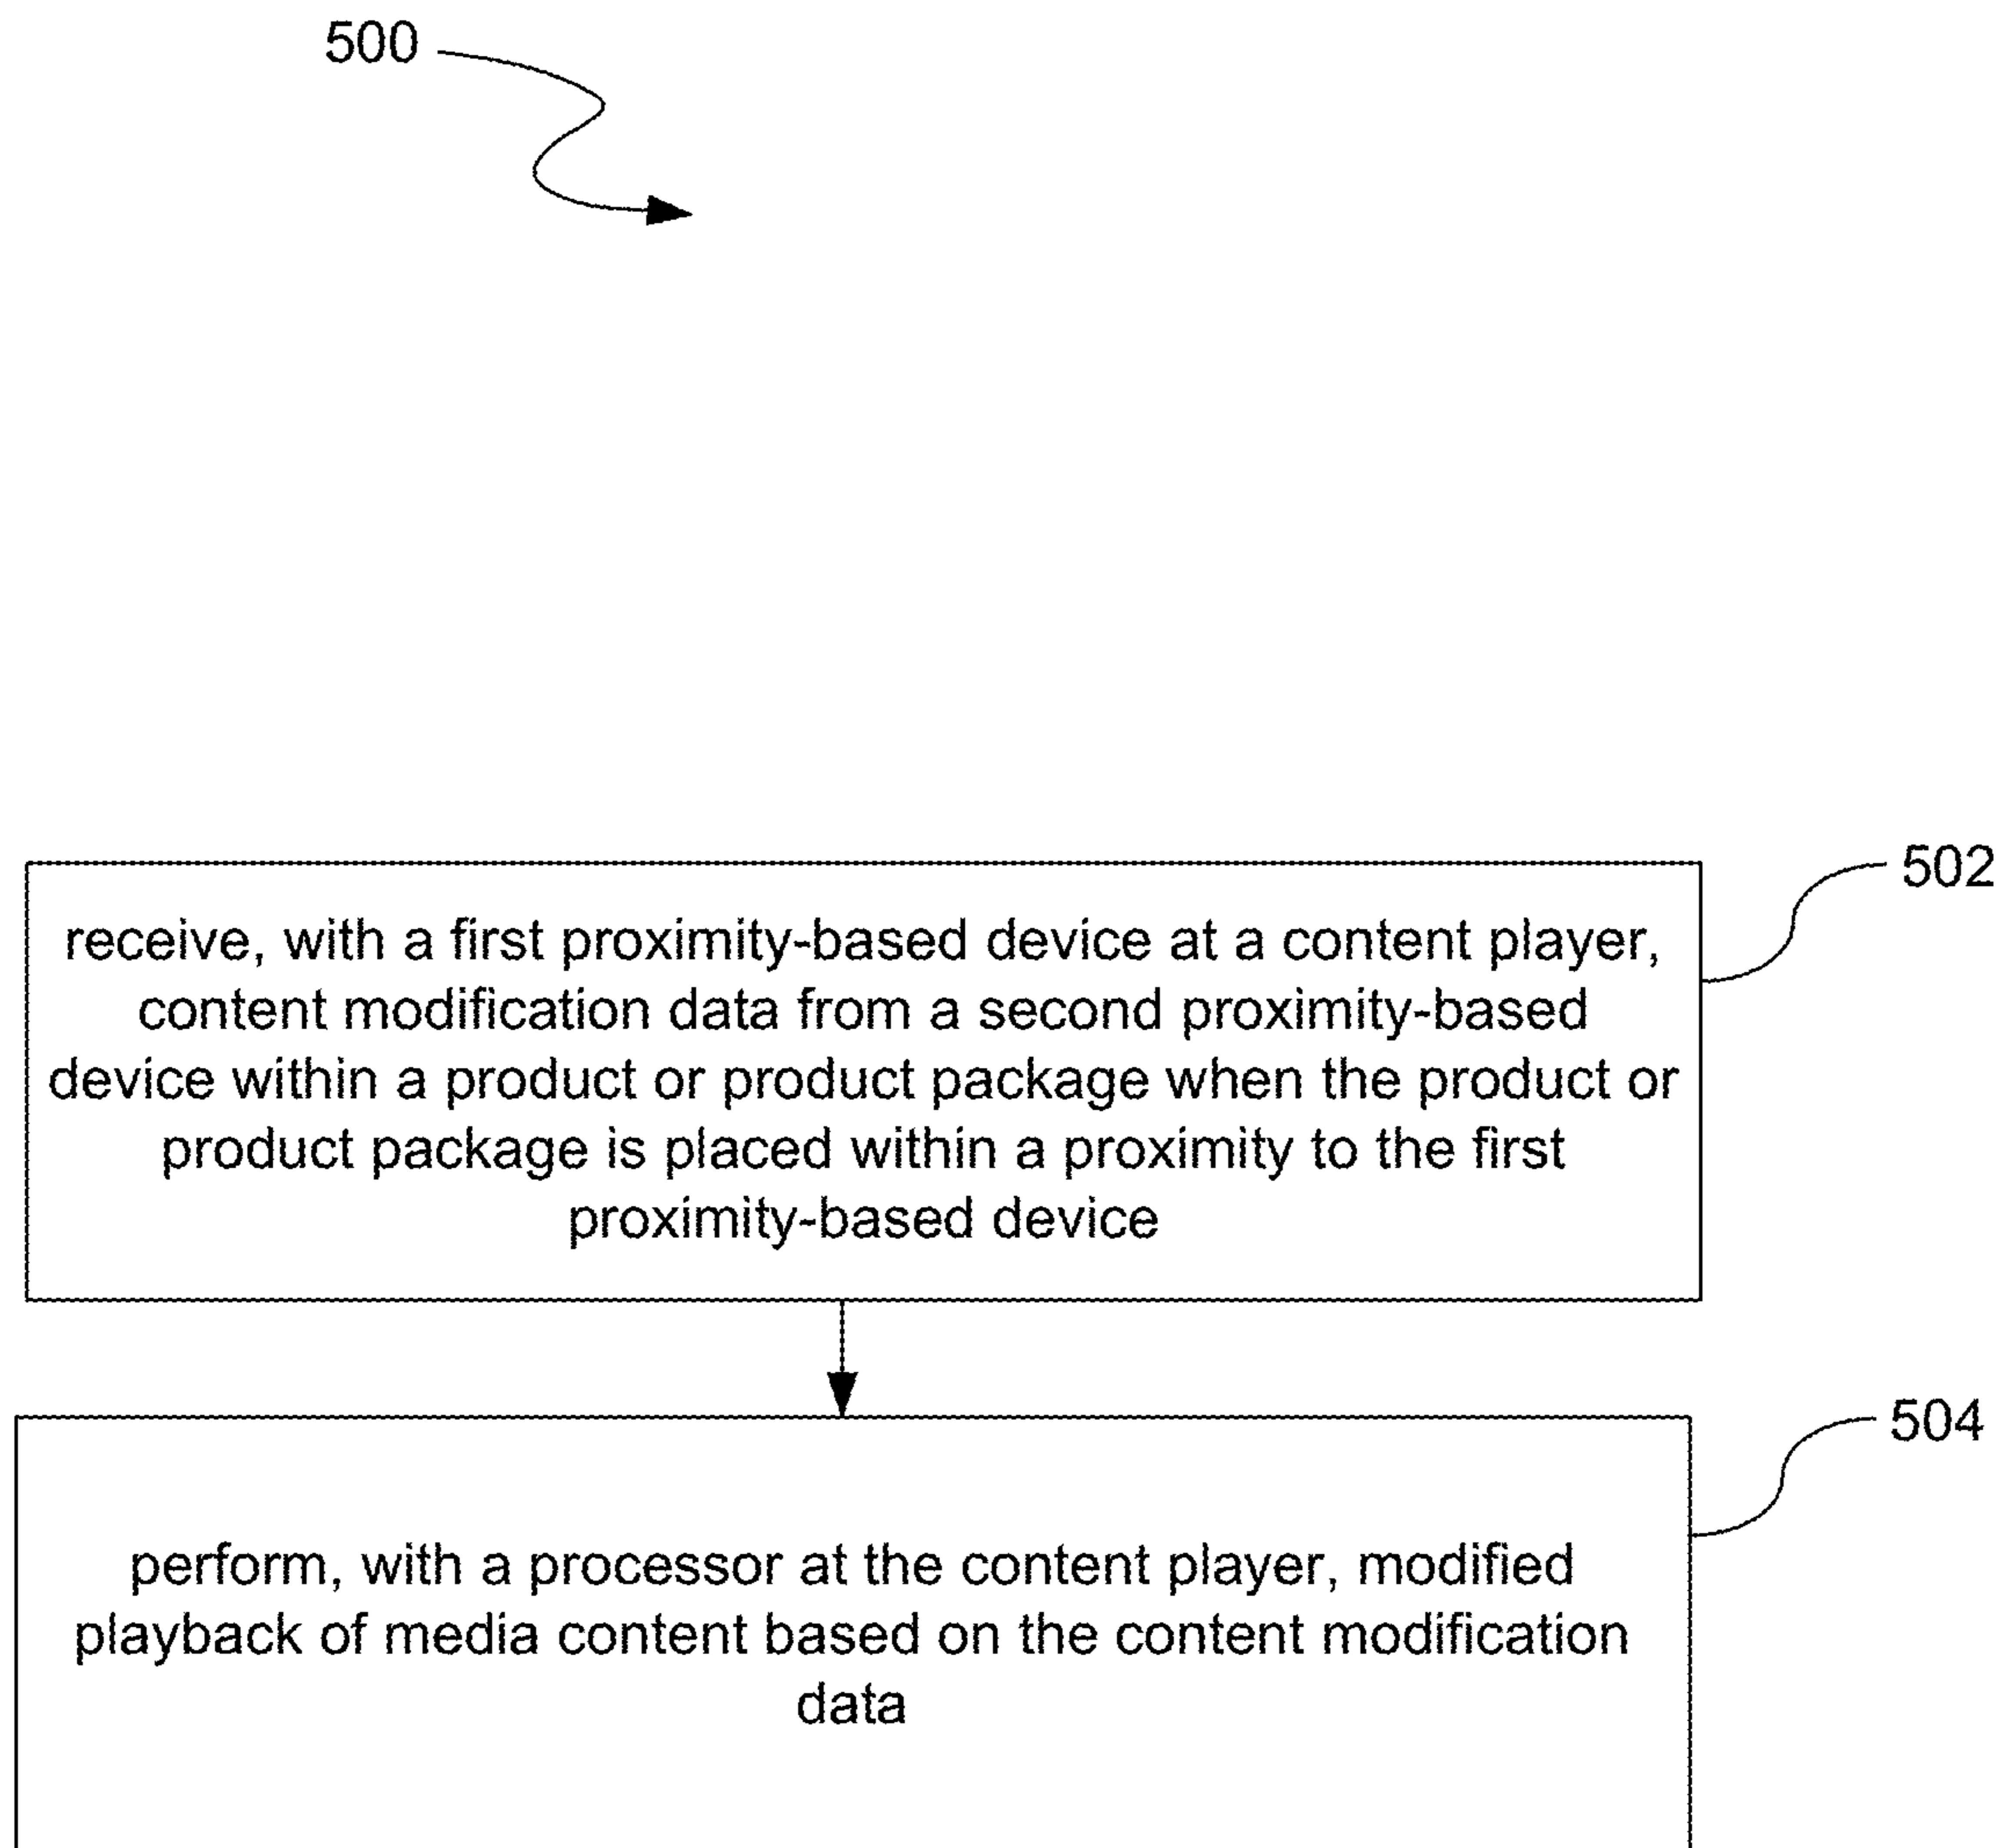 500
502
receive, with a first proximity-based device at a content player,
content modification data from a second proximity-based
device within a product or product package when the product or
product package is placed within a proximity to the first
proximity-based device
504
perform, with a processor at the content player, modified
playback of media content based on the content modification
data